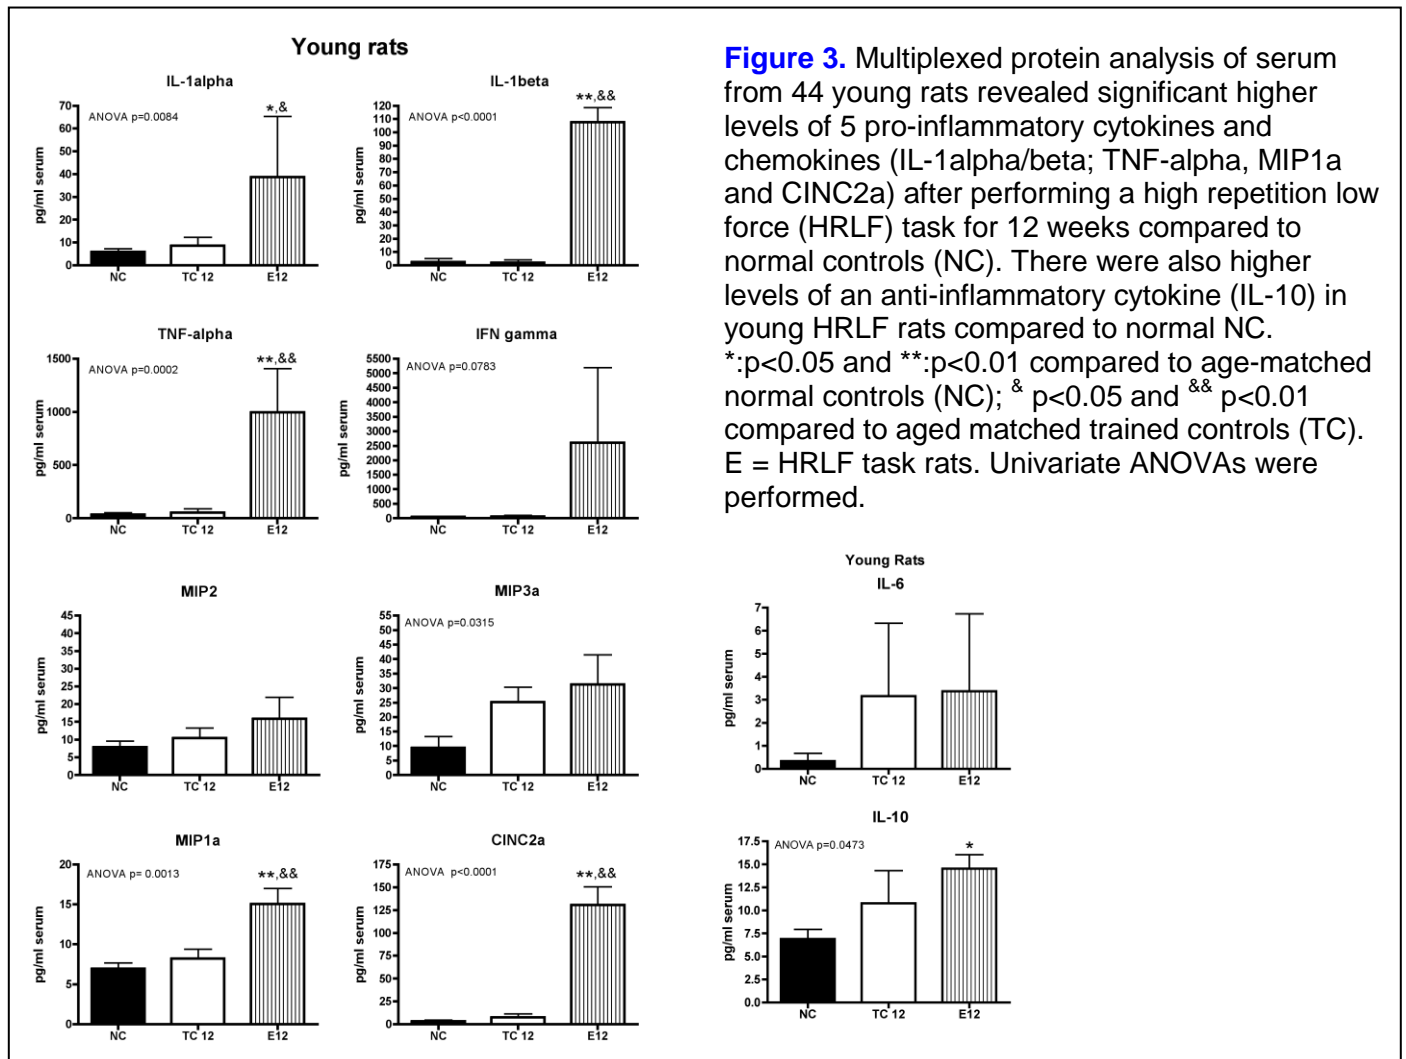 Young rats
IL-1alpha
70
60
50
40
30
20
10
0
pg/ml serum
ANOVA p=0.0084
*,&
NC
TC 12
E12
IL-1beta
120
110
100
90
80
70
60
50
40
30
20
10
0
pg/ml serum
ANOVA p<0.0001
**,&&
NC
TC 12
E12
TNF-alpha
1500
1000
500
0
pg/ml serum
ANOVA p=0.0002
**,&&
NC
TC 12
E12
IFN gamma
5500
5000
4500
4000
3500
3000
2500
2000
1500
1000
500
0
pg/ml serum
ANOVA p=0.0783
NC
TC 12
E12
MIP2
45
40
35
30
25
20
15
10
5
0
pg/ml serum
NC
TC 12
E12
MIP3a
55
50
45
40
35
30
25
20
15
10
5
0
pg/ml serum
ANOVA p=0.0315
NC
TC 12
E12
MIP1a
20
15
10
5
0
pg/ml serum
ANOVA p= 0.0013
**,&&
NC
TC 12
E12
CINC2a
175
150
125
100
75
50
25
0
pg/ml serum
ANOVA p<0.0001
**,&&
NC
TC 12
E12
Figure 3. Multiplexed protein analysis of serum
from 44 young rats revealed significant higher
levels of 5 pro-inflammatory cytokines and
chemokines (IL-1alpha/beta; TNF-alpha, MIP1a
and CINC2a) after performing a high repetition low
force (HRLF) task for 12 weeks compared to
normal controls (NC). There were also higher
levels of an anti-inflammatory cytokine (IL-10) in
young HRLF rats compared to normal NC.
*:p<0.05 and **:p<0.01 compared to age-matched
normal controls (NC); & p<0.05 and && p<0.01
compared to aged matched trained controls (TC).
E = HRLF task rats. Univariate ANOVAs were
performed.
Young Rats
IL-6
7
6
5
4
3
2
1
0
pg/ml serum
NC
TC 12
E12
IL-10
17.5
15.0
12.5
10.0
7.5
5.0
2.5
0.0
pg/ml serum
ANOVA p=0.0473
*
NC
TC 12
E12